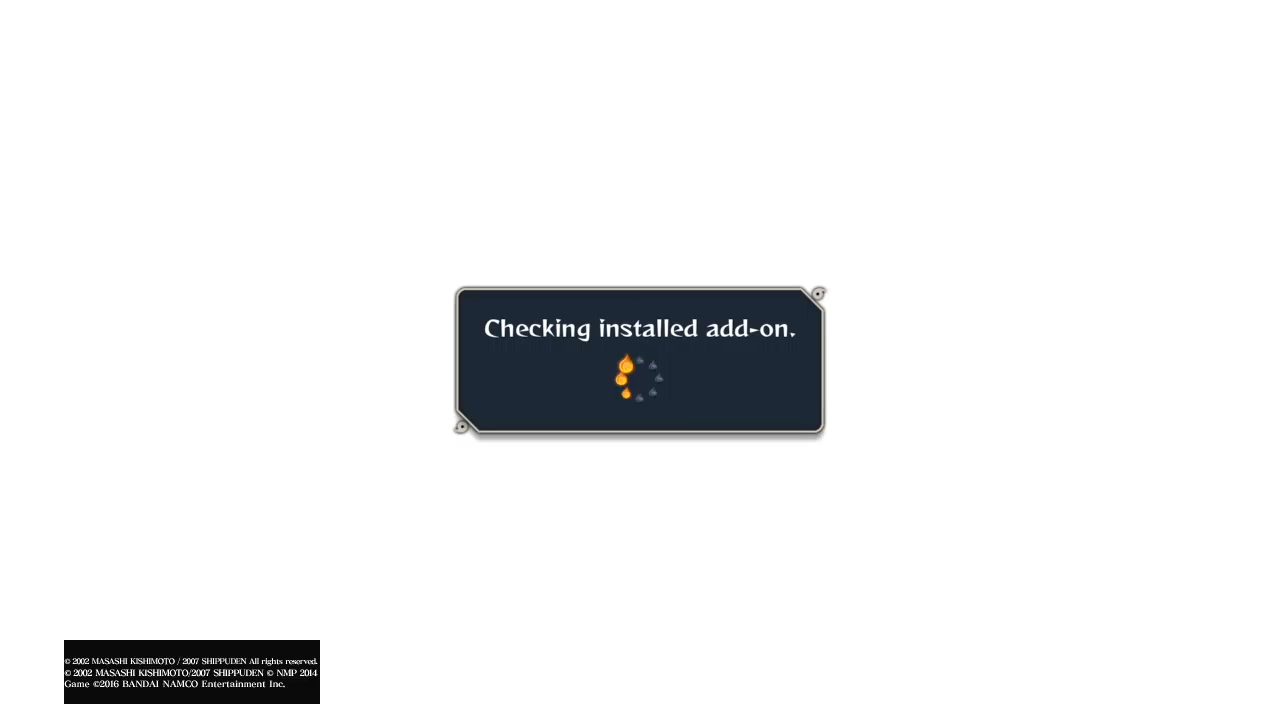 Checking installed add-on.
© 2002 MASASHI KISHIMOTO / 2007 SHIPPUDEN All rights reserved.
© 2002 MASASHI KISHIMOTO/2007 SHIPPUDEN © NMP 2014
Game ©2016 BANDAI NAMCO Entertainment Inc.